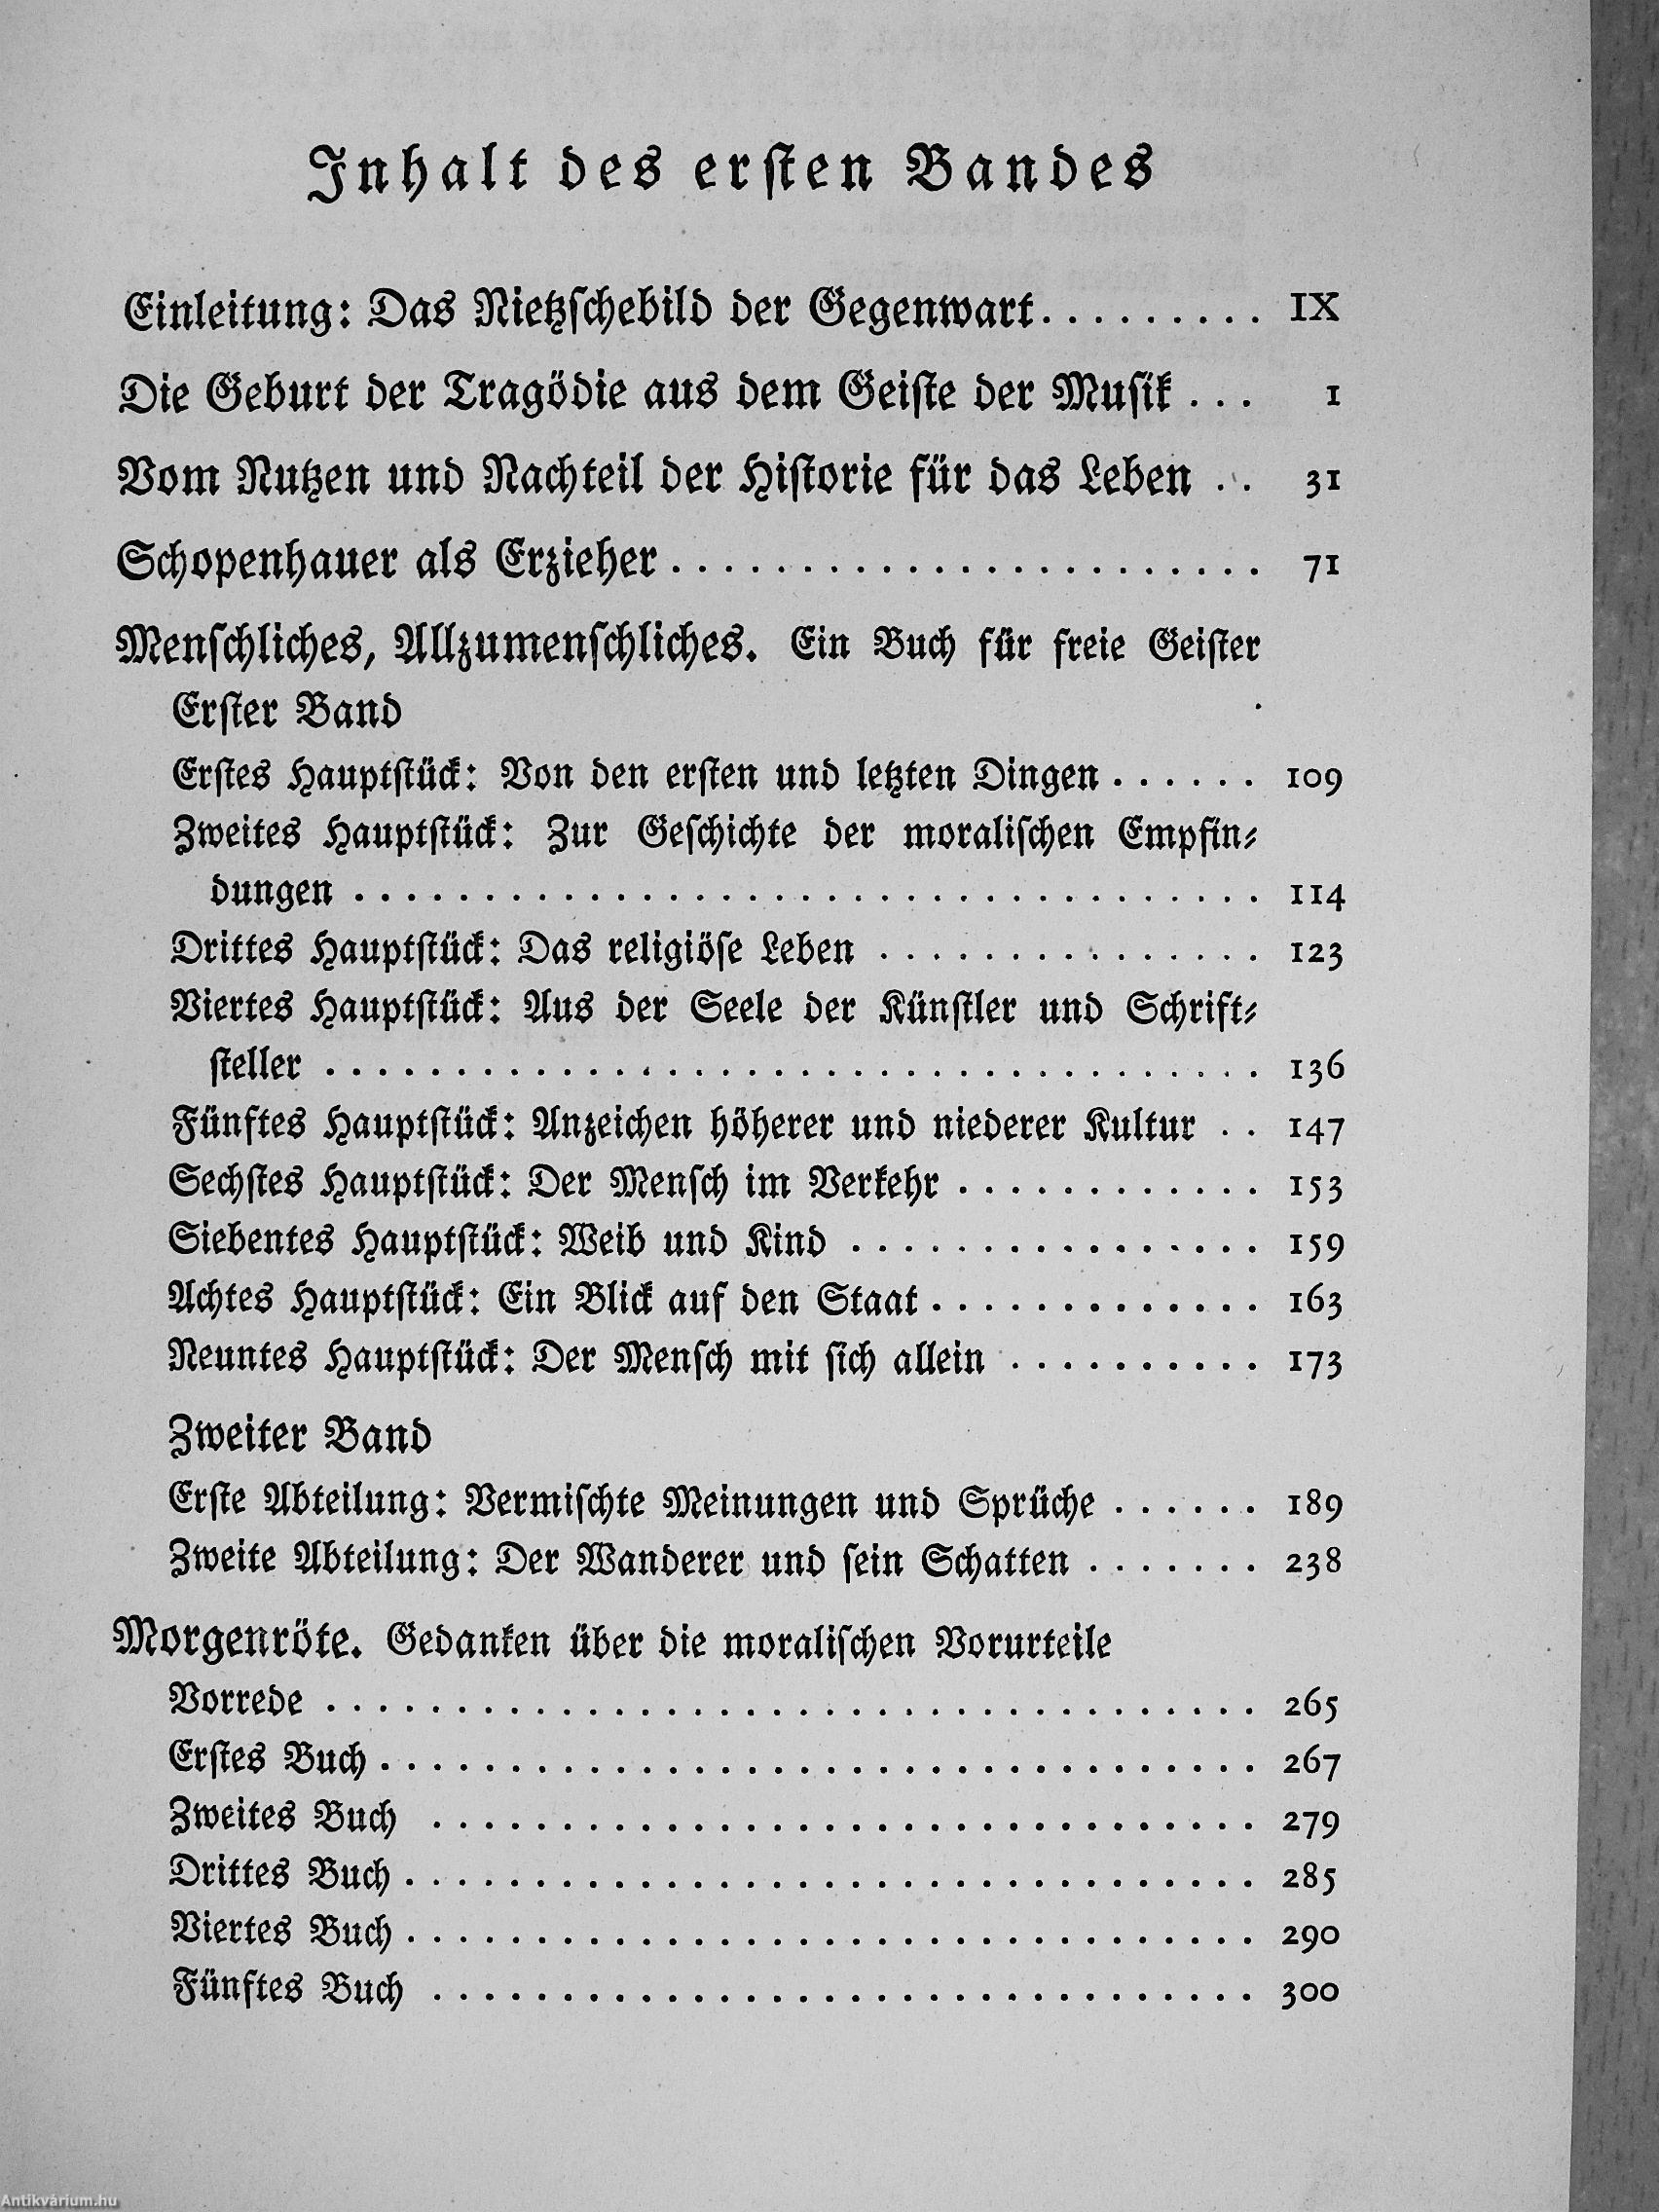 Inhalt des ersten Bandes
Einleitung: Das Nietzschebild der Gegenwart . . . . . . . . . IX
Die Geburt der Tragödie aus dem Geiste der Musik . . . 1
Vom Nutzen und Nachteil der Historie für das Leben . . 31
Schopenhauer als Erzieher . . . . . . . . . . . . . . . . . . . . . . . 71
Menschliches, Allzumenschliches. Ein Buch für freie Geister
Erster Band
Erstes Hauptstück: Von den ersten und letzten Dingen . . . . . . 109
Zweites Hauptstück: Zur Geschichte der moralischen Empfin-
dungen . . . . . . . . . . . . . . . . . . . . . . . . . . . . . . . . . . . 114
Drittes Hauptstück: Das religiöse Leben . . . . . . . . . . . . . . . 123
Viertes Hauptstück: Aus der Seele der Künstler und Schrift-
steller . . . . . . . . . . . . . . . . . . . . . . . . . . . . . . . . . . . . 136
Fünftes Hauptstück: Anzeichen höherer und niederer Kultur . . 147
Sechstes Hauptstück: Der Mensch im Verkehr . . . . . . . . . . . . 153
Siebentes Hauptstück: Weib und Kind . . . . . . . . . . . . . . . . 159
Achtes Hauptstück: Ein Blick auf den Staat . . . . . . . . . . . . . 163
Neuntes Hauptstück: Der Mensch mit sich allein . . . . . . . . . . 173
Zweiter Band
Erste Abteilung: Vermischte Meinungen und Sprüche . . . . . . 189
Zweite Abteilung: Der Wanderer und sein Schatten . . . . . . . 238
Morgenröte. Gedanken über die moralischen Vorurteile
Vorrede . . . . . . . . . . . . . . . . . . . . . . . . . . . . . . . . . . . . 265
Erstes Buch . . . . . . . . . . . . . . . . . . . . . . . . . . . . . . . . . . 267
Zweites Buch . . . . . . . . . . . . . . . . . . . . . . . . . . . . . . . . 279
Drittes Buch . . . . . . . . . . . . . . . . . . . . . . . . . . . . . . . . . 285
Viertes Buch . . . . . . . . . . . . . . . . . . . . . . . . . . . . . . . . . 290
Fünftes Buch . . . . . . . . . . . . . . . . . . . . . . . . . . . . . . . . 300
Antikvárium.hu